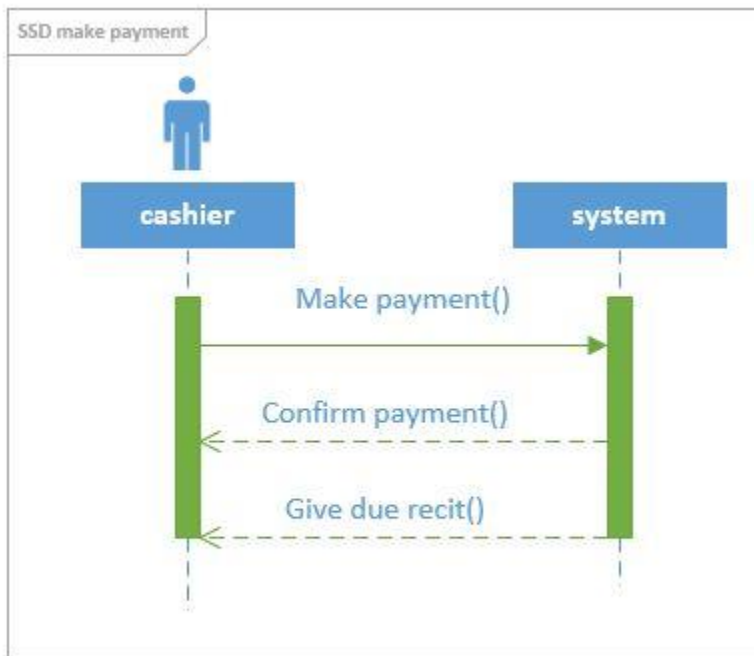 SSD make payment
cashier
system
Make payment()
Confirm payment()
Give due recit()